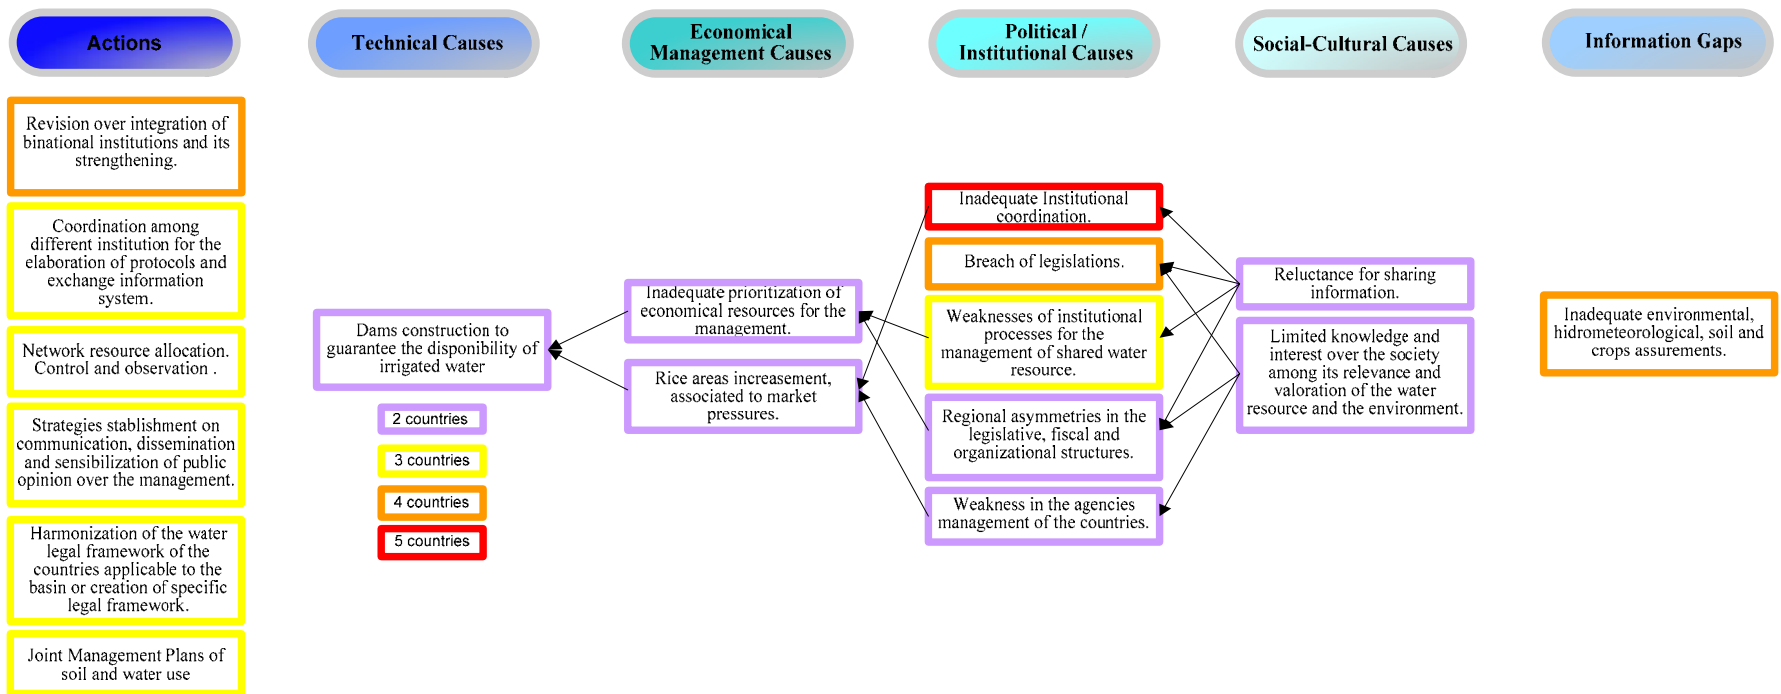 Actions
Technical Causes
Economical
Management Causes
Political /
Institutional Causes
Social-Cultural Causes
Information Gaps
Revision over integration of
binational institutions and its
strengthening.
Coordination among
different institution for the
elaboration of protocols and
exchange information
system.
Network resource allocation.
Control and observation .
Strategies stablishment on
communication, dissemination
and sensibilization of public
opinion over the management.
Harmonization of the water
legal framework of the
countries applicable to the
basin or creation of specific
legal framework.
Joint Management Plans of
soil and water use
Dams construction to
guarantee the disponibility of
irrigated water
2 countries
3 countries
4 countries
5 countries
Inadequate prioritization of
economical resources for the
management.
Rice areas increasement,
associated to market
pressures.
Inadequate Institutional
coordination.
Breach of legislations.
Weaknesses of institutional
processes for the
management of shared water
resource.
Regional asymmetries in the
legislative, fiscal and
organizational structures.
Weakness in the agencies
management of the countries.
Reluctance for sharing
information.
Limited knowledge and
interest over the society
among its relevance and
valoration of the water
resource and the environment.
Inadequate environmental,
hidrometeorological, soil and
crops assurements.